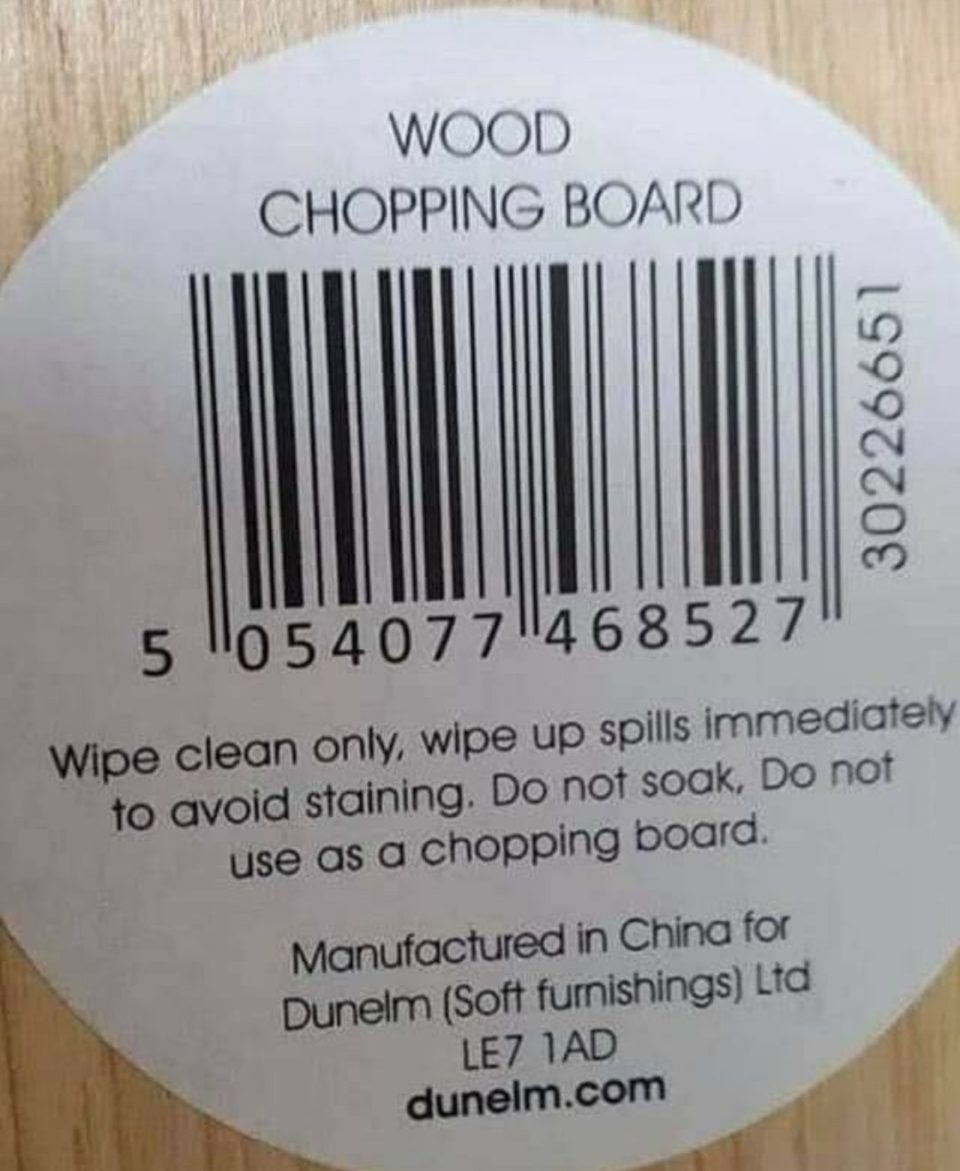 WOOD
CHOPPING BOARD
30226651
5 054077 468527
Wipe clean only, wipe up spills immediately
to avoid staining. Do not soak, Do not
use as a chopping board.
Manufactured in China for
Dunelm (Soft furnishings) Ltd
LE7 1AD
dunelm.com